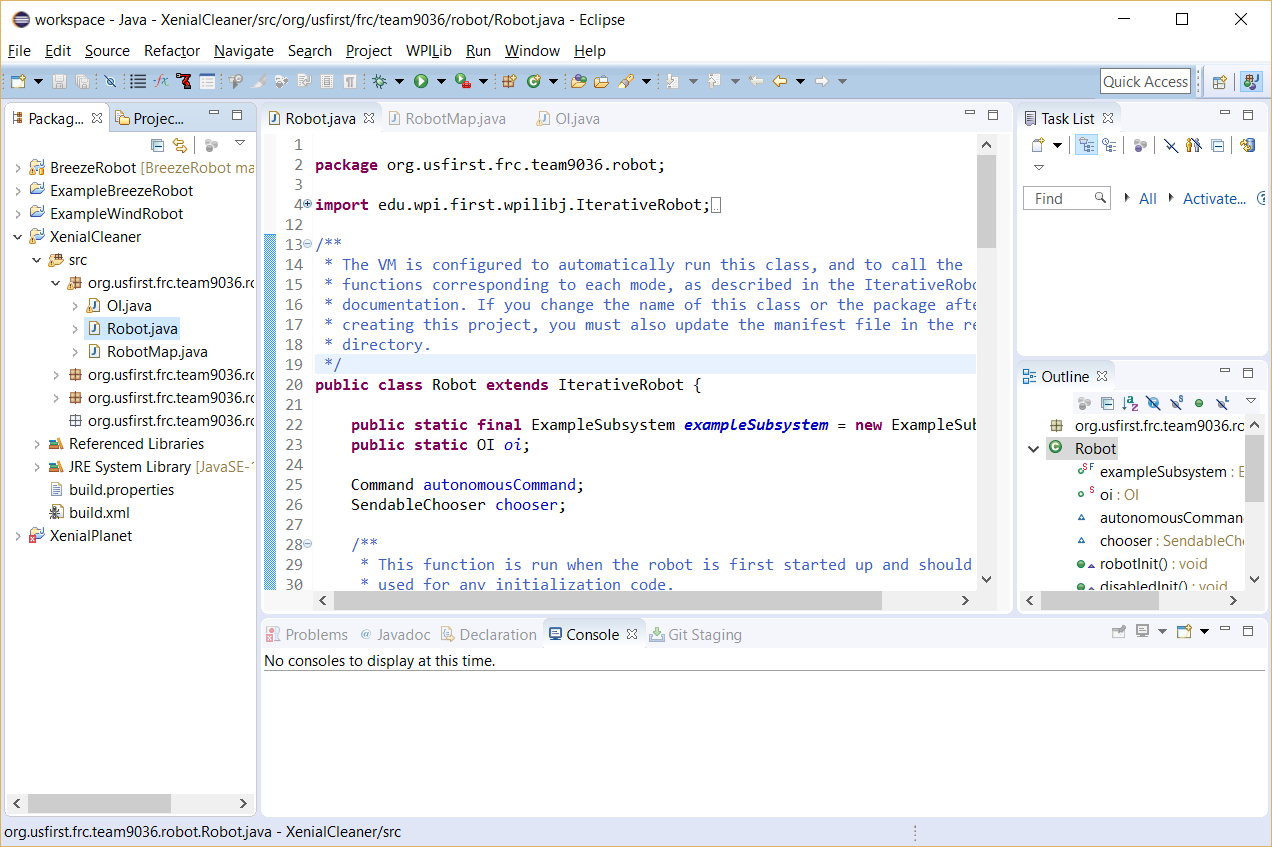 workspace - Java - XenialCleaner/src/org/usfirst/frc/team9036/robot/Robot.java - Eclipse
File Edit Source Refactor Navigate Search Project WPILib Run Window Help
Quick Access
Packag...
Projec...
BreezeRobot [BreezeRobot ma
ExampleBreezeRobot
ExampleWindRobot
XenialCleaner
src
org.usfirst.frc.team9036.rc
OI.java
Robot.java
RobotMap.java
org.usfirst.frc.team9036.rc
org.usfirst.frc.team9036.rc
org.usfirst.frc.team9036.rc
Referenced Libraries
JRE System Library [JavaSE-1
build.properties
build.xml
XenialPlanet
Robot.java RobotMap.java OI.java
1
2 package org.usfirst.frc.team9036.robot;
3
4 import edu.wpi.first.wpilibj.IterativeRobot;
12
13 /**
14 * The VM is configured to automatically run this class, and to call the
15 * functions corresponding to each mode, as described in the IterativeRobo
16 * documentation. If you change the name of this class or the package afte
17 * creating this project, you must also update the manifest file in the re
18 * directory.
19 */
20 public class Robot extends IterativeRobot {
21
22 public static final ExampleSubsystem exampleSubsystem = new ExampleSub
23 public static OI oi;
24
25 Command autonomousCommand;
26 SendableChooser chooser;
27
28 /**
29 * This function is run when the robot is first started up and should
30 * used for any initialization code.
Task List
Find
All
Activate...
Outline
org.usfirst.frc.team9036.ro
Robot
exampleSubsystem : E
oi : OI
autonomousComman
chooser : SendableCho
robotInit() : void
disabledInit() : void
Problems @ Javadoc Declaration Console Git Staging
No consoles to display at this time.
org.usfirst.frc.team9036.robot.Robot.java - XenialCleaner/src